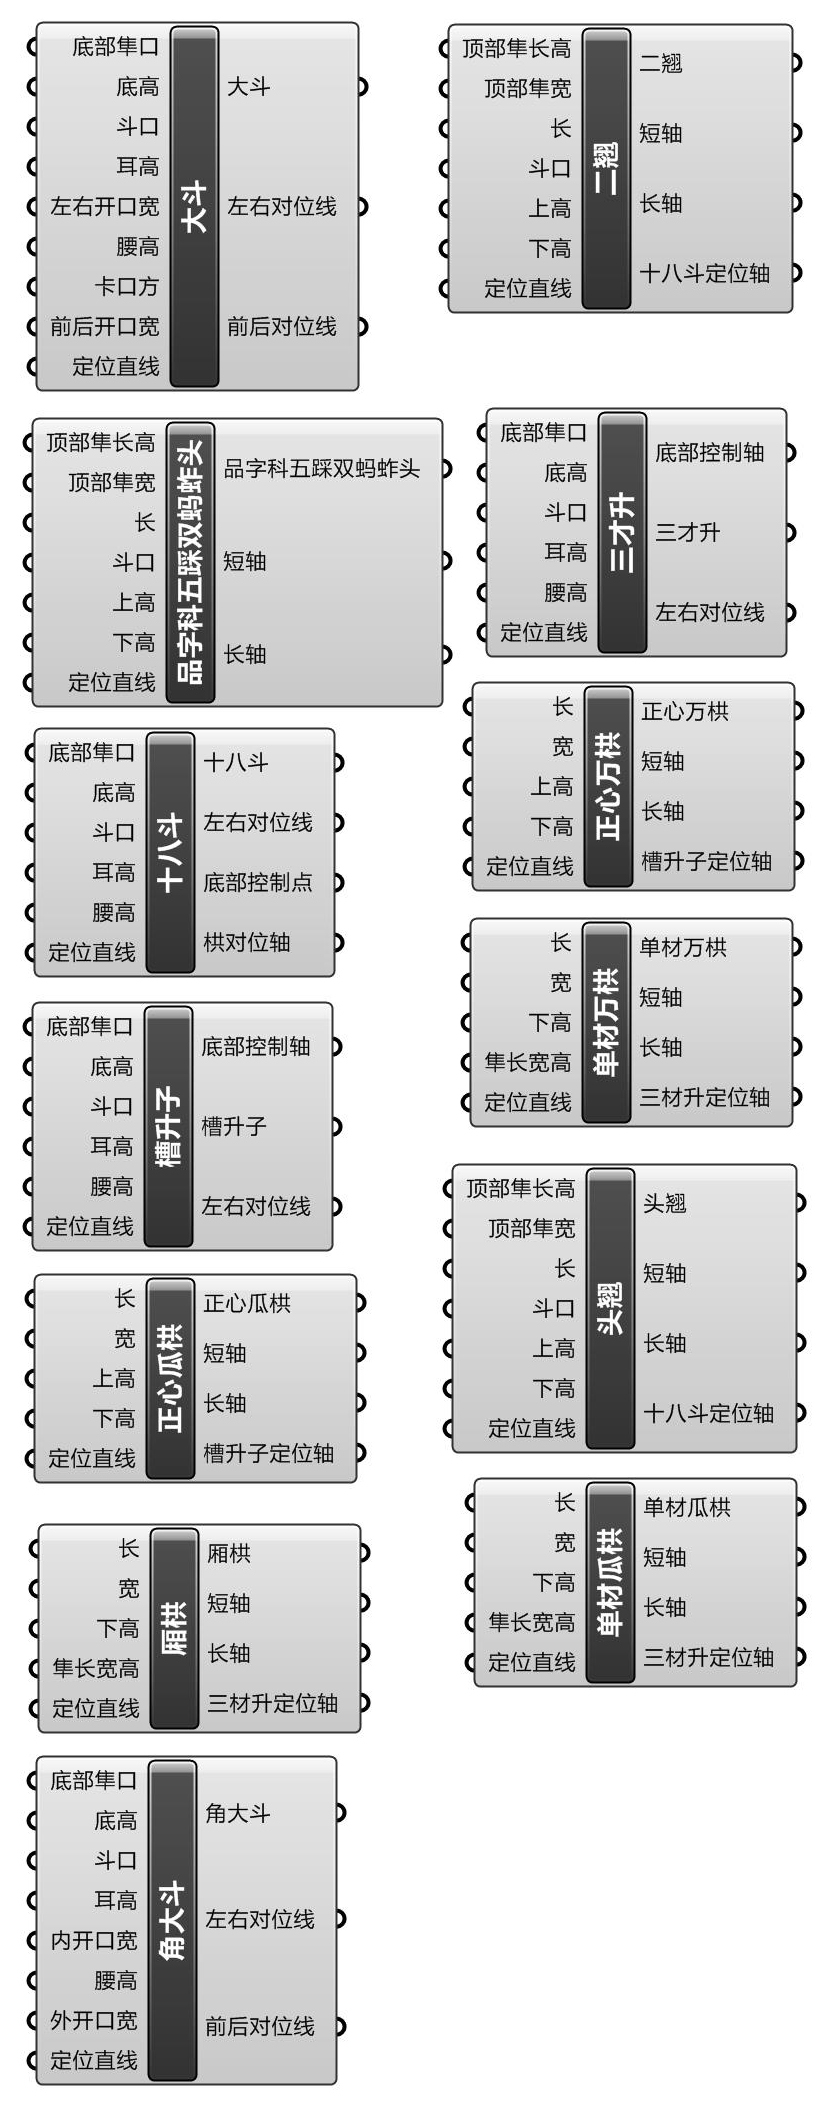 底部隼口
底高
斗口
耳高
左右开口宽
腰高
卡口方
前后开口宽
定位直线
大斗
大斗
左右对位线
前后对位线
顶部隼长高
顶部隼宽
长
斗口
上高
下高
定位直线
二翘
二翘
短轴
长轴
十八斗定位轴
顶部隼长高
顶部隼宽
长
斗口
上高
下高
定位直线
品字科五踩双蚂蚱头
品字科五踩双蚂蚱头
短轴
长轴
底部隼口
底高
斗口
耳高
腰高
定位直线
三才升
底部控制轴
三才升
左右对位线
底部隼口
底高
斗口
耳高
腰高
定位直线
十八斗
十八斗
左右对位线
底部控制点
栱对位轴
长
宽
上高
下高
定位直线
正心万栱
正心万栱
短轴
长轴
槽升子定位轴
长
宽
下高
隼长宽高
定位直线
单材万栱
单材万栱
短轴
长轴
三材升定位轴
底部隼口
底高
斗口
耳高
腰高
定位直线
槽升子
底部控制轴
槽升子
左右对位线
顶部隼长高
顶部隼宽
长
斗口
上高
下高
定位直线
头翘
头翘
短轴
长轴
十八斗定位轴
长
宽
上高
下高
定位直线
正心瓜栱
正心瓜栱
短轴
长轴
槽升子定位轴
长
宽
下高
隼长宽高
定位直线
单材瓜栱
单材瓜栱
短轴
长轴
三材升定位轴
长
宽
下高
隼长宽高
定位直线
厢栱
厢栱
短轴
长轴
三材升定位轴
底部隼口
底高
斗口
耳高
内开口宽
腰高
外开口宽
定位直线
角大斗
角大斗
左右对位线
前后对位线